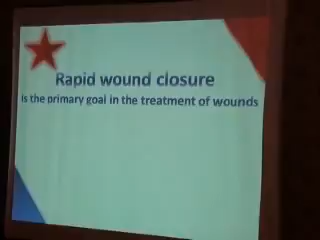 Rapid wound closure
is the primary goal in the treatment of wounds